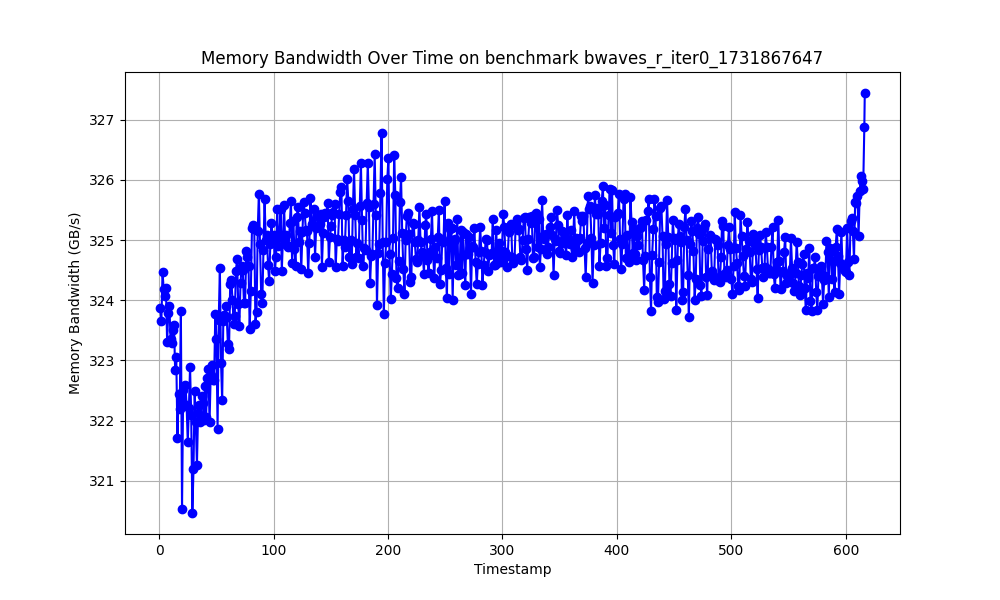 Memory Bandwidth Over Time on benchmark bwaves_r_iter0_1731867647
Memory Bandwidth (GB/s)
327
326
325
324
323
322
321
0 100 200 300 400 500 600
Timestamp